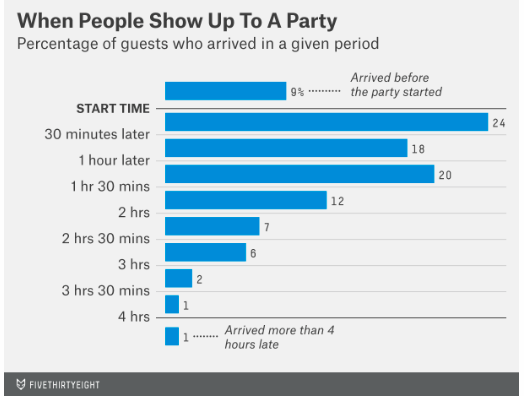 When People Show Up To A Party
Percentage of guests who arrived in a given period
9%
Arrived before
the party started
START TIME
24
30 minutes later
18
1 hour later
20
1 hr 30 mins
12
2 hrs
7
2 hrs 30 mins
6
3 hrs
2
3 hrs 30 mins
1
4 hrs
1
Arrived more than 4
hours late
FIVETHIRTYEIGHT